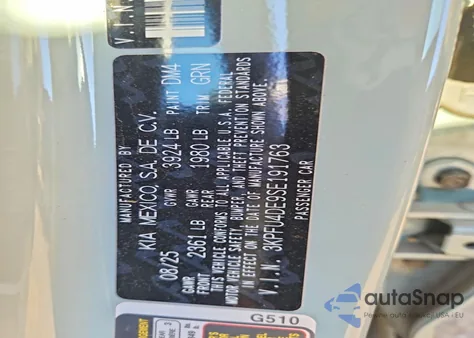 V.I.N.
MANUFACTURED BY
KIA MEXICO, S.A. DE C.V.
08/25 GVWR 3924 LB PAINT DM4
GAWR FRONT 2361 LB GAWR REAR 1980 LB TRIM GRN
THIS VEHICLE CONFORMS TO ALL APPLICABLE U.S.A. FEDERAL
MOTOR VEHICLE SAFETY, BUMPER, AND THEFT PREVENTION STANDARDS
IN EFFECT ON THE DATE OF MANUFACTURE SHOWN ABOVE.
V.I.N. 3KPFU4DE9SE191763
PASSENGER CAR
G510
autoSnap